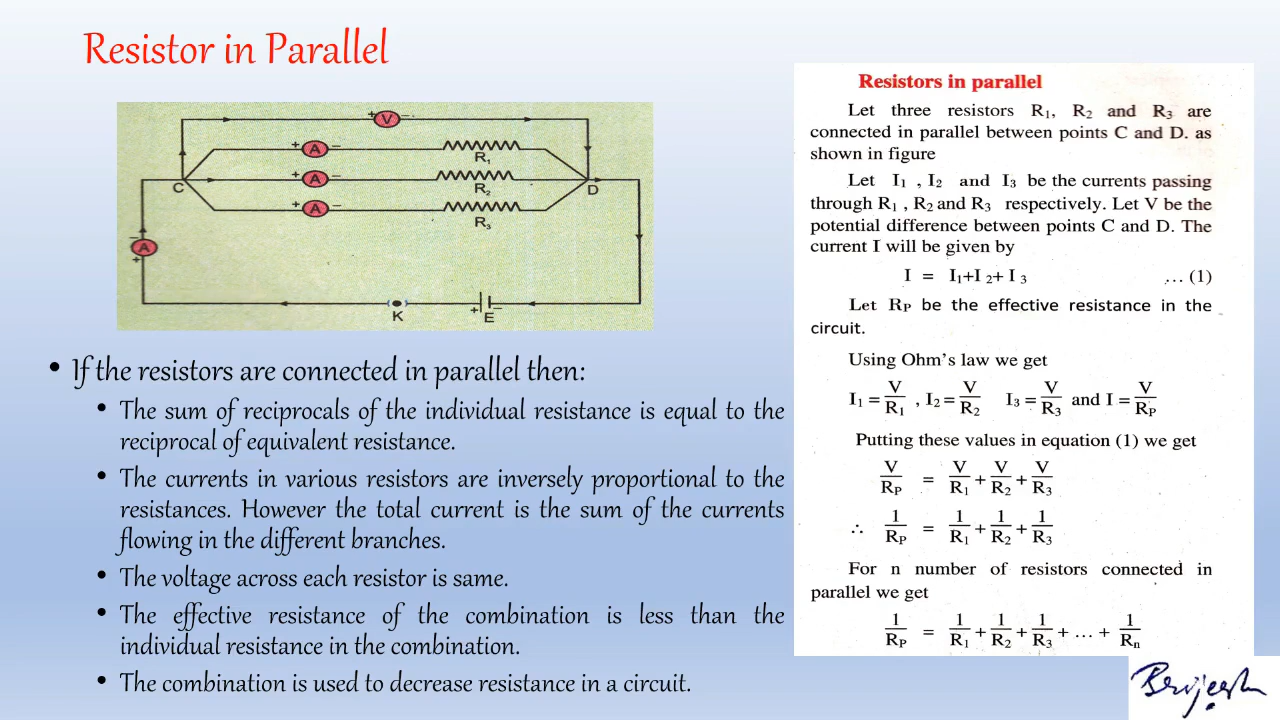 Resistor in Parallel
+ V −
+ A − R₁
C + A − R₂ D
+ A − R₃
− A +
K + E −
• If the resistors are connected in parallel then:
• The sum of reciprocals of the individual resistance is equal to the
reciprocal of equivalent resistance.
• The currents in various resistors are inversely proportional to the
resistances. However the total current is the sum of the currents
flowing in the different branches.
• The voltage across each resistor is same.
• The effective resistance of the combination is less than the
individual resistance in the combination.
• The combination is used to decrease resistance in a circuit.
Resistors in parallel
Let three resistors R₁, R₂ and R₃ are
connected in parallel between points C and D. as
shown in figure
Let I₁ , I₂ and I₃ be the currents passing
through R₁ , R₂ and R₃ respectively. Let V be the
potential difference between points C and D. The
current I will be given by
I = I₁+I ₂+ I ₃ ... (1)
Let Rₚ be the effective resistance in the
circuit.
Using Ohm's law we get
I₁ = V/R₁ , I₂ = V/R₂ I₃ = V/R₃ and I = V/Rₚ
Putting these values in equation (1) we get
V/Rₚ = V/R₁ + V/R₂ + V/R₃
∴ 1/Rₚ = 1/R₁ + 1/R₂ + 1/R₃
For n number of resistors connected in
parallel we get
1/Rₚ = 1/R₁ + 1/R₂ + 1/R₃ + ... + 1/Rₙ
Brijeesh